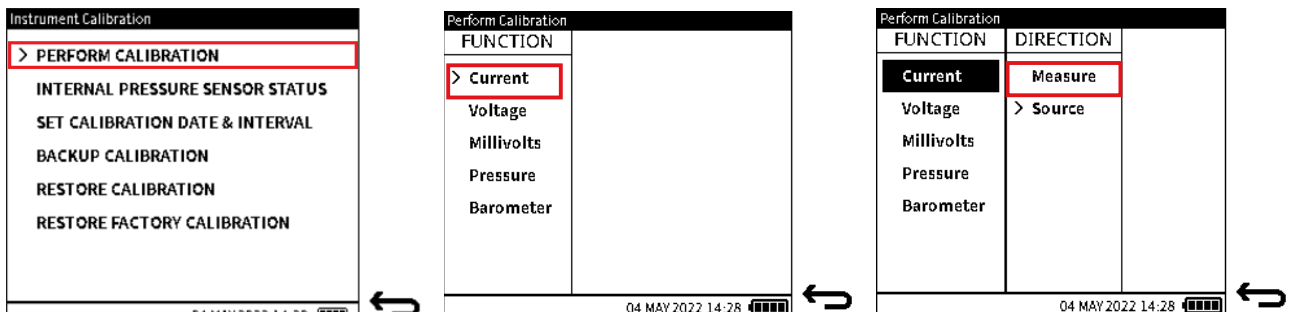 Instrument Calibration
> PERFORM CALIBRATION
INTERNAL PRESSURE SENSOR STATUS
SET CALIBRATION DATE & INTERVAL
BACKUP CALIBRATION
RESTORE CALIBRATION
RESTORE FACTORY CALIBRATION
Perform Calibration
FUNCTION
> Current
Voltage
Millivolts
Pressure
Barometer
04 MAY 2022 14:28
Perform Calibration
FUNCTION DIRECTION
Current Measure
Voltage > Source
Millivolts
Pressure
Barometer
04 MAY 2022 14:28